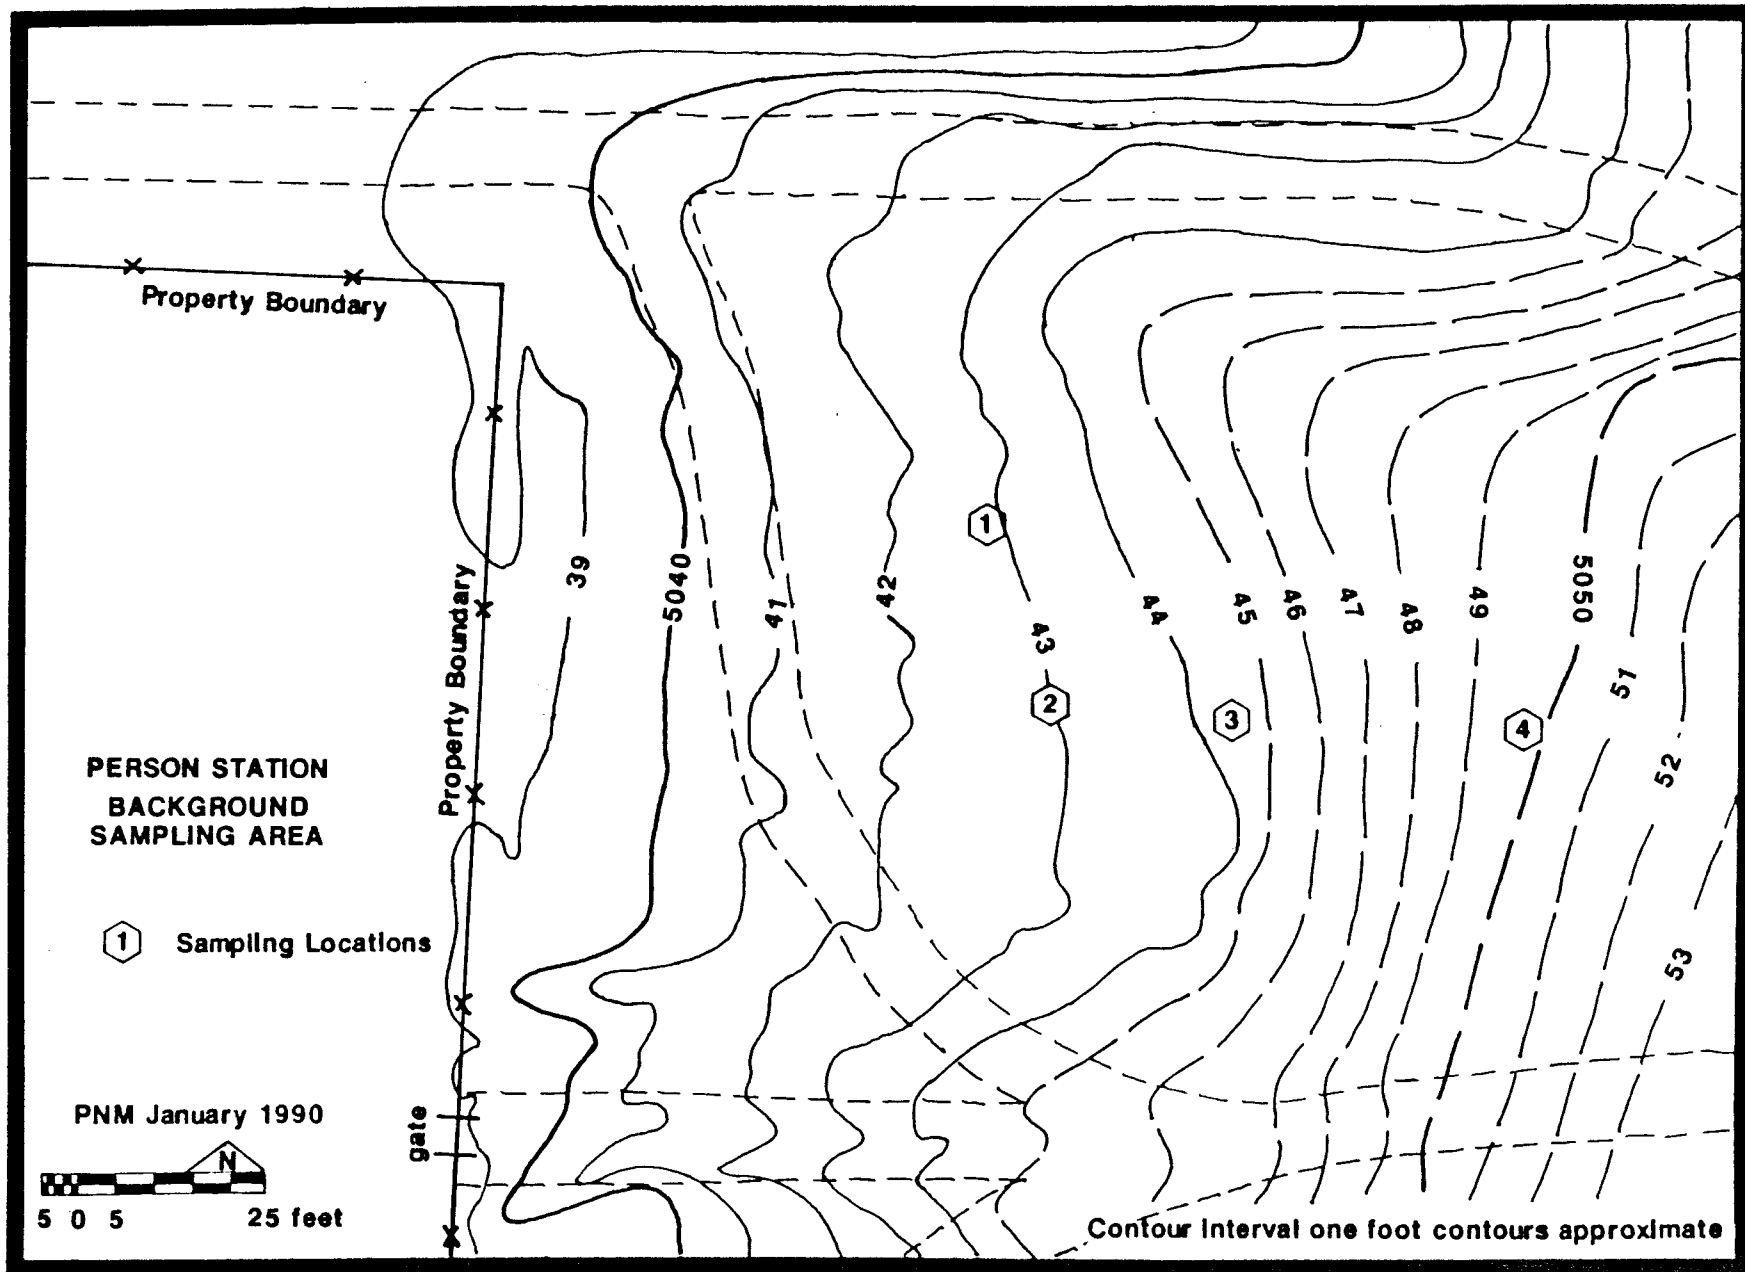 Property Boundary
39
5040
41
42
43
44
45
46
47
48
49
5050
51
52
53
1
2
3
4
Property Boundary
PERSON STATION
BACKGROUND
SAMPLING AREA
1 Sampling Locations
PNM January 1990
gate
N
5 0 5 25 feet
Contour Interval one foot contours approximate